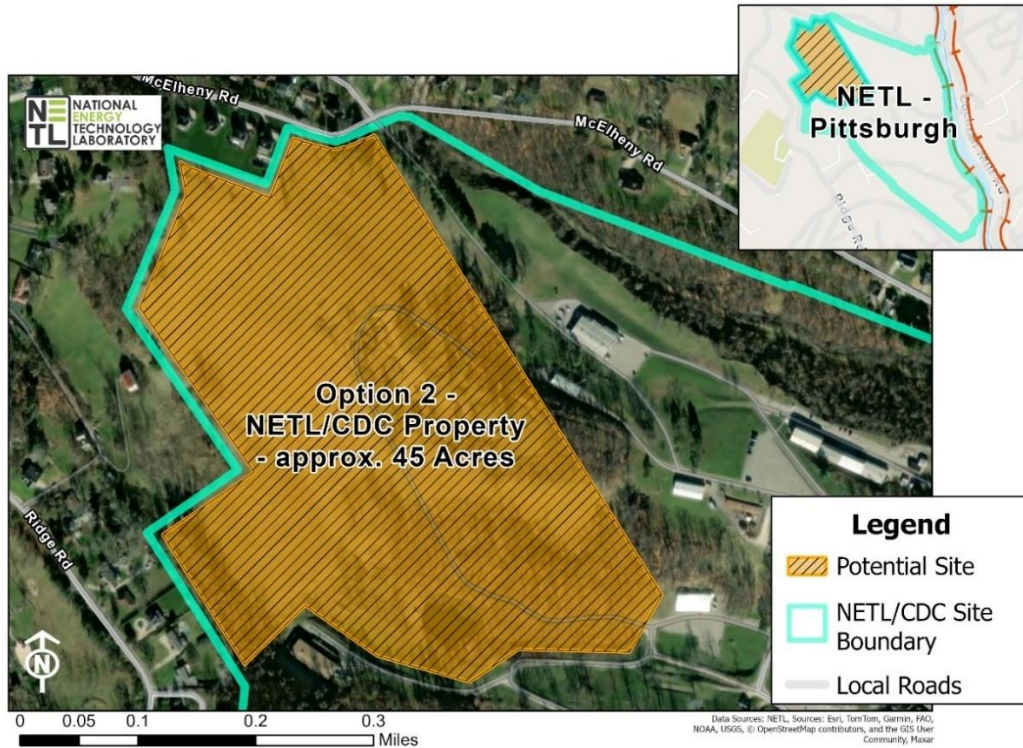 NETL
NATIONAL
ENERGY
TECHNOLOGY
LABORATORY
McElheny Rd
McElheny Rd
NETL -
Pittsburgh
Ridge Rd
Option 2 -
NETL/CDC Property
- approx. 45 Acres
Ridge Rd
N
Legend
Potential Site
NETL/CDC Site
Boundary
Local Roads
0 0.05 0.1 0.2 0.3
Miles
Data Sources: NETL, Sources: Esri, TomTom, Garmin, FAO,
NOAA, USGS, © OpenStreetMap contributors, and the GIS User
Community, Maxar